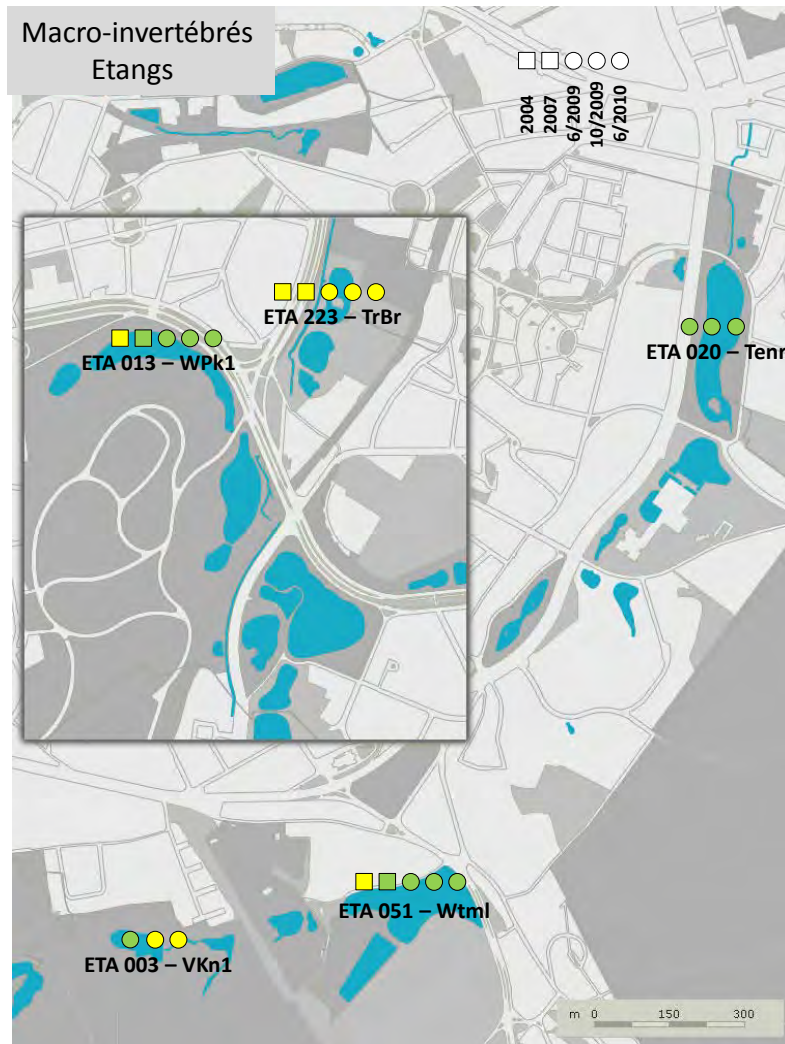 Macro-invertébrés
Etangs
2004
2007
6/2009
10/2009
6/2010
ETA 223 – TrBr
ETA 013 – WPk1
ETA 020 – Tenr
ETA 051 – Wtml
ETA 003 – VKn1
m 0 150 300